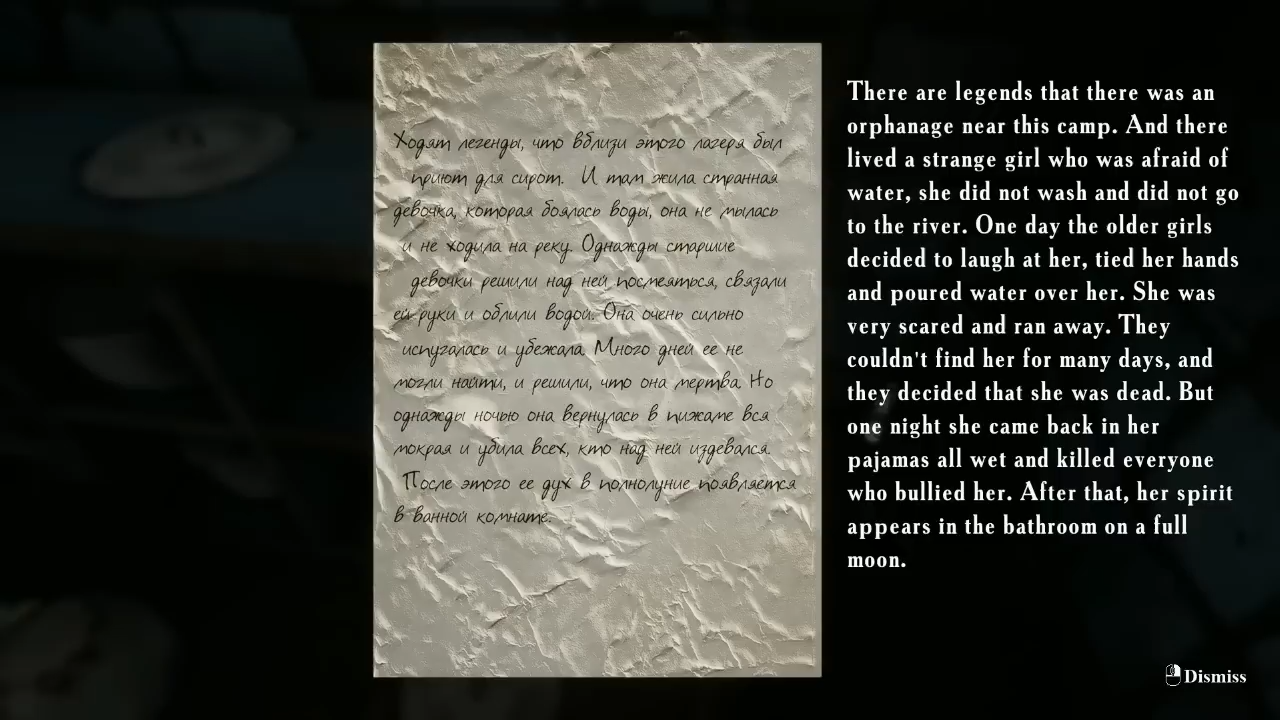 Ходят легенды, что вблизи этого лагеря был
приют для сирот. И там жила странная
девочка, которая боялась воды, она не мылась
и не ходила на реку. Однажды старшие
девочки решили над ней посмеяться, связали
ей руки и облили водой. Она очень сильно
испугалась и убежала. Много дней ее не
могли найти, и решили, что она мертва. Но
однажды ночью она вернулась в пижаме вся
мокрая и убила всех, кто над ней издевался.
После этого ее дух в полнолуние появляется
в ванной комнате.
There are legends that there was an
orphanage near this camp. And there
lived a strange girl who was afraid of
water, she did not wash and did not go
to the river. One day the older girls
decided to laugh at her, tied her hands
and poured water over her. She was
very scared and ran away. They
couldn't find her for many days, and
they decided that she was dead. But
one night she came back in her
pajamas all wet and killed everyone
who bullied her. After that, her spirit
appears in the bathroom on a full
moon.
Dismiss